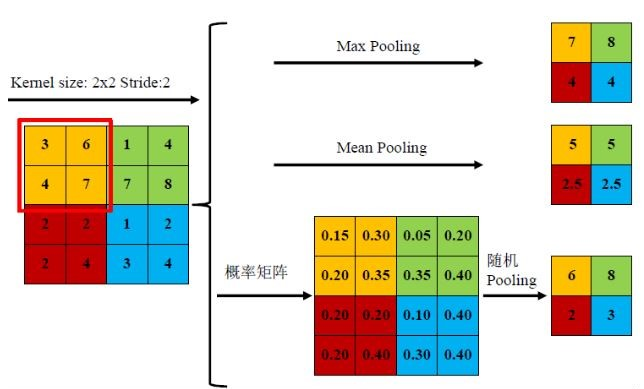 Max Pooling
7 8
4 4
Kernel size: 2x2 Stride:2
3 6 1 4
4 7 7 8
2 2 1 2
2 4 3 4
Mean Pooling
5 5
2.5 2.5
概率矩阵
0.15 0.30 0.05 0.20
0.20 0.35 0.35 0.40
0.20 0.20 0.10 0.40
0.20 0.40 0.30 0.40
随机
Pooling
6 8
2 3